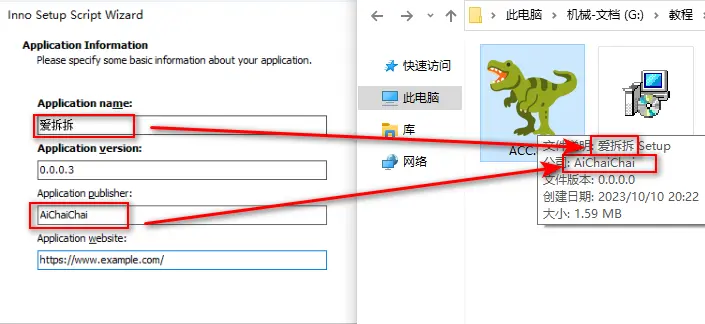 Inno Setup Script Wizard
Application Information
Please specify some basic information about your application.
Application name:
爱拆拆
Application version:
0.0.0.3
Application publisher:
AiChaiChai
Application website:
https://www.example.com/
此电脑 > 机械-文档 (G:) > 教程
快速访问
此电脑
库
网络
ACC.
文件说明: 爱拆拆 Setup
公司: AiChaiChai
文件版本: 0.0.0.0
创建日期: 2023/10/10 20:22
大小: 1.59 MB